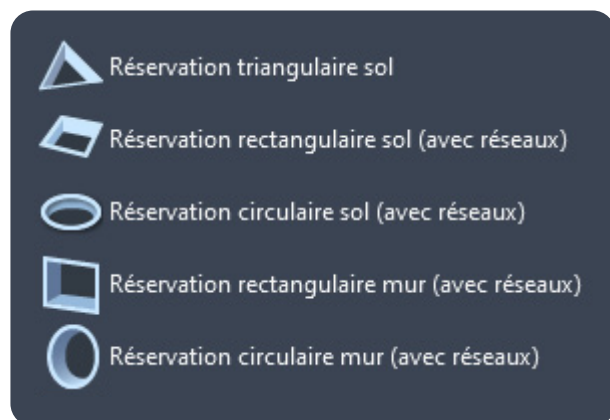 Réservation triangulaire sol
Réservation rectangulaire sol (avec réseaux)
Réservation circulaire sol (avec réseaux)
Réservation rectangulaire mur (avec réseaux)
Réservation circulaire mur (avec réseaux)